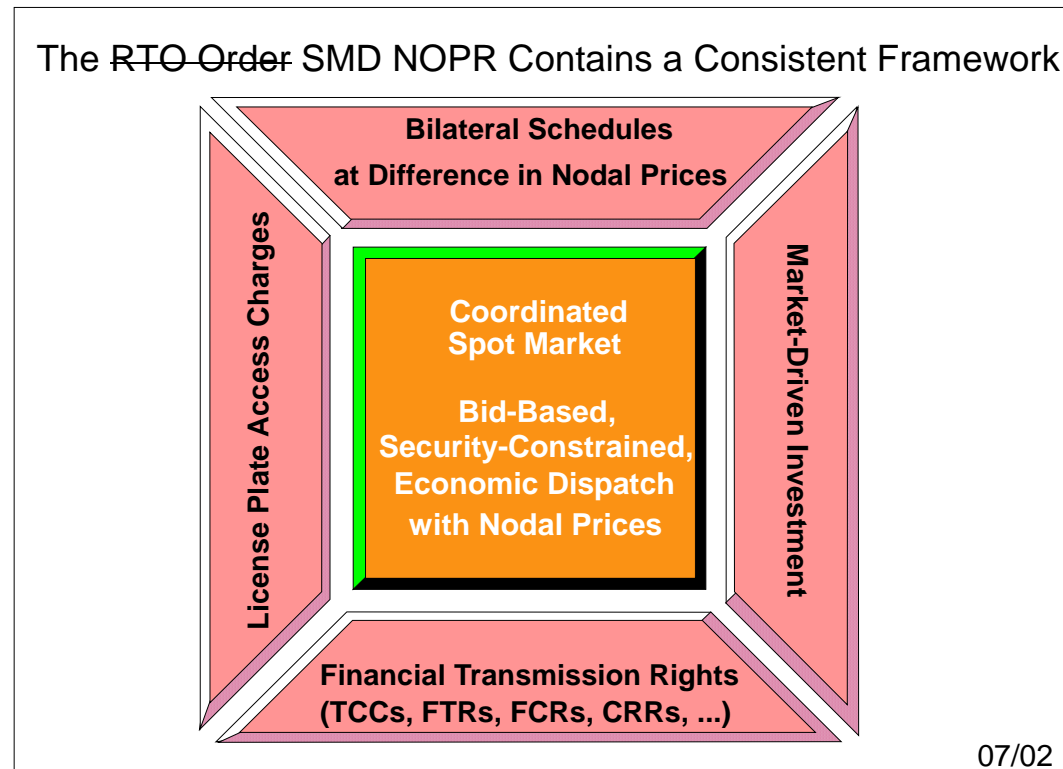 The RTO Order SMD NOPR Contains a Consistent Framework
Bilateral Schedules
at Difference in Nodal Prices
License Plate Access Charges
Coordinated
Spot Market
Bid-Based,
Security-Constrained,
Economic Dispatch
with Nodal Prices
Market-Driven Investment
Financial Transmission Rights
(TCCs, FTRs, FCRs, CRRs, ...)
07/02